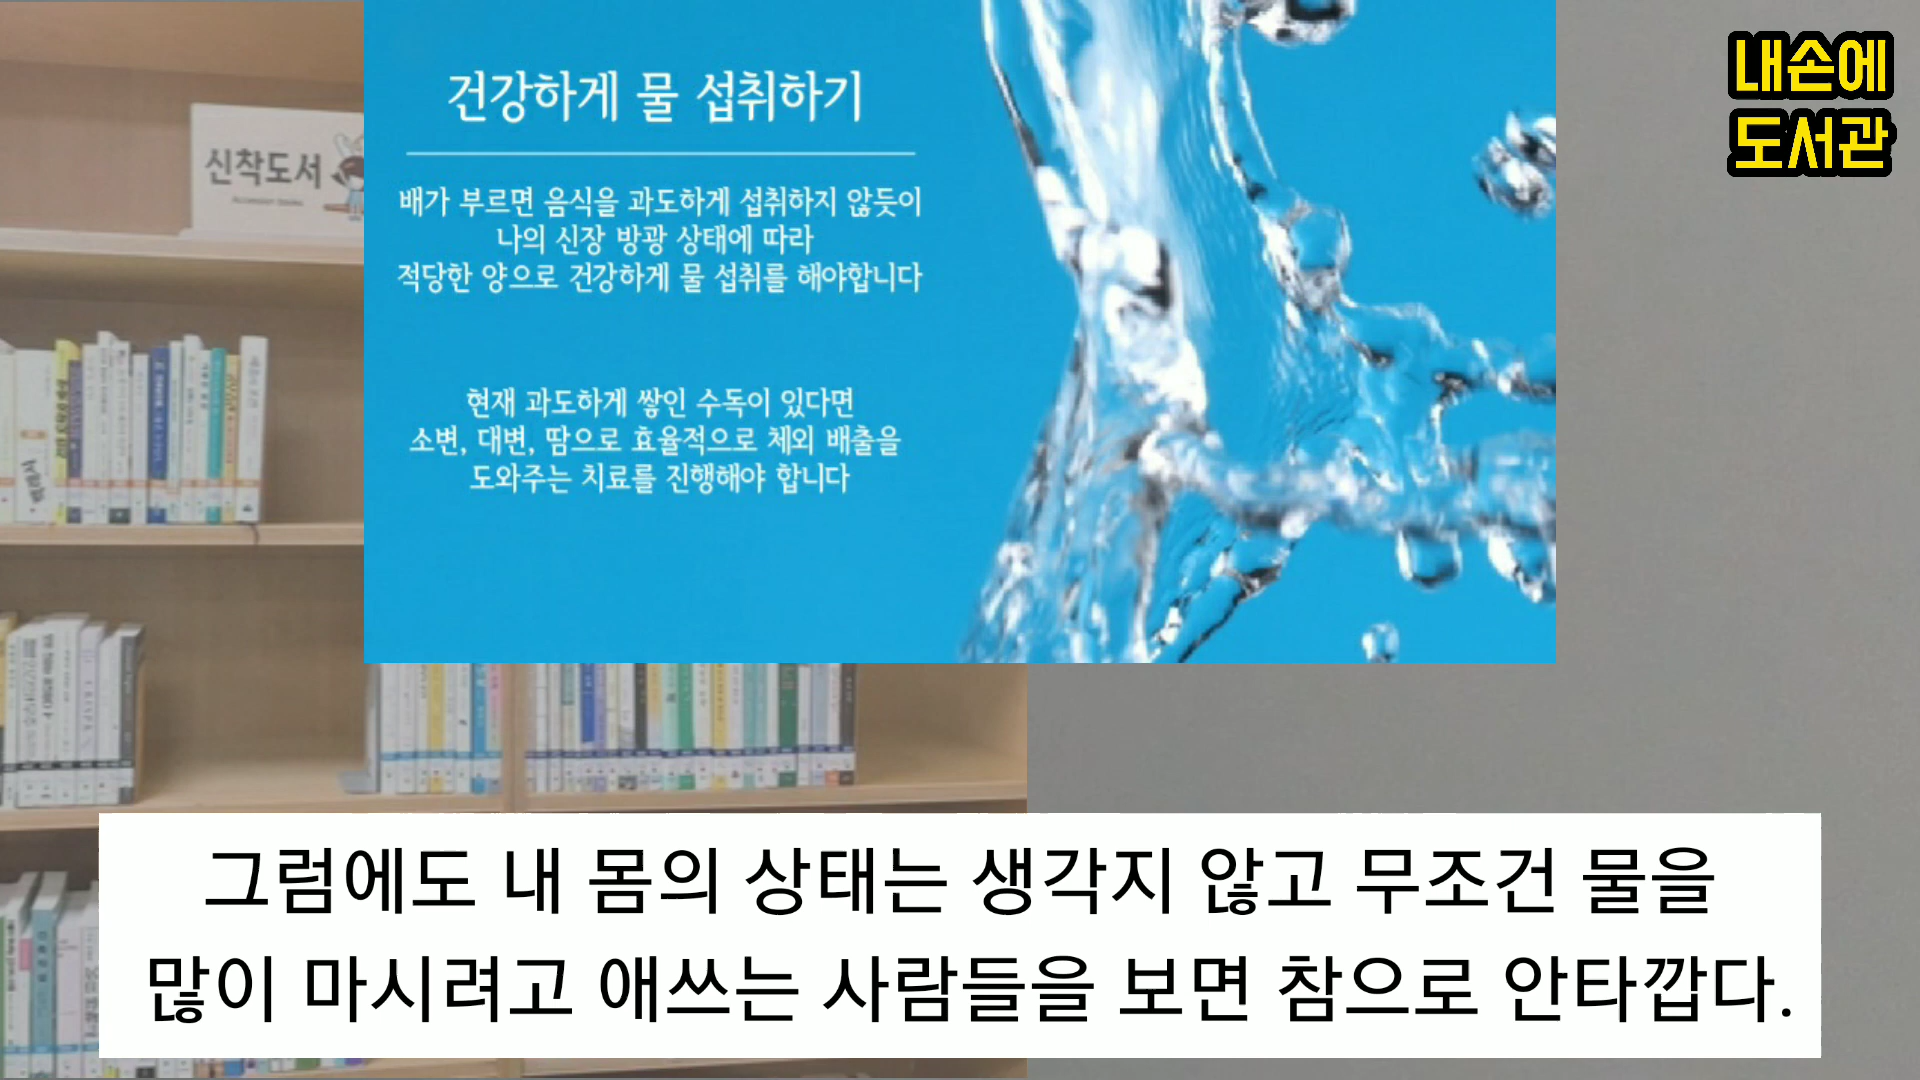 내손에
도서관
신착도서
건강하게 물 섭취하기
배가 부르면 음식을 과도하게 섭취하지 않듯이
나의 신장 방광 상태에 따라
적당한 양으로 건강하게 물 섭취를 해야합니다
현재 과도하게 쌓인 수독이 있다면
소변, 대변, 땀으로 효율적으로 체외 배출을
도와주는 치료를 진행해야 합니다
그럼에도 내 몸의 상태는 생각지 않고 무조건 물을
많이 마시려고 애쓰는 사람들을 보면 참으로 안타깝다.